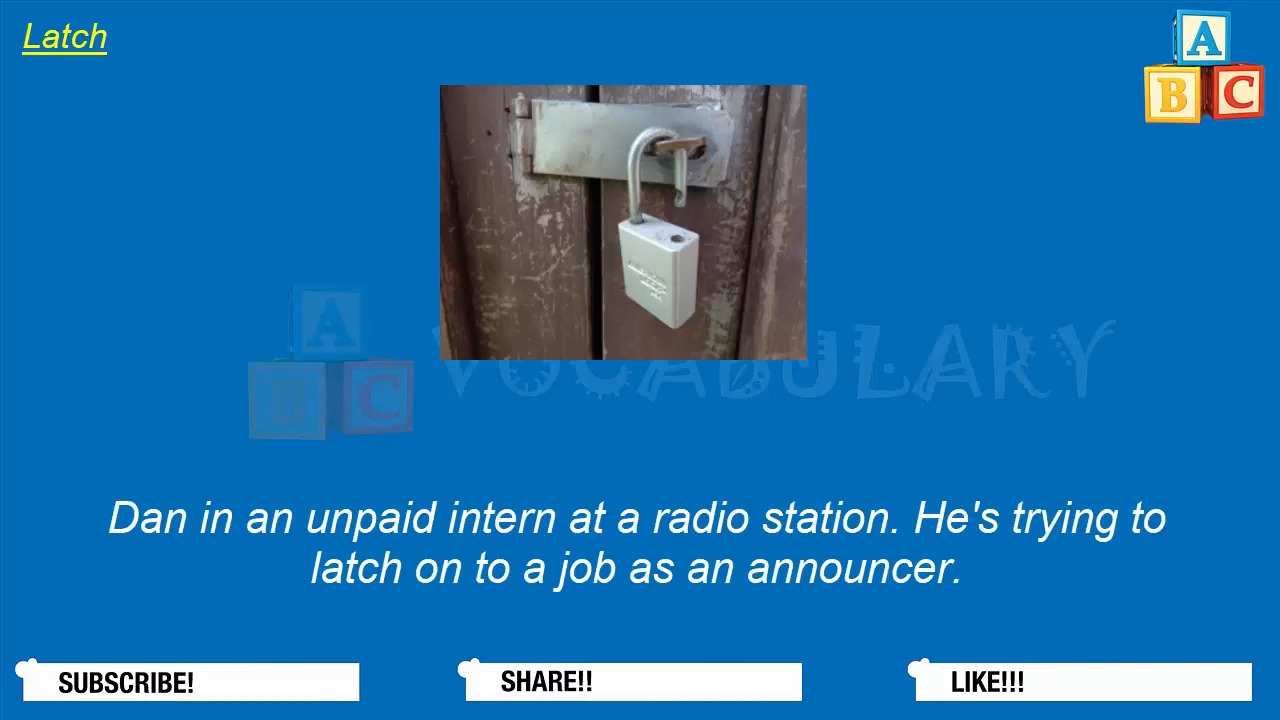 Latch
A
B C
A
B C
VOCABULARY
Dan in an unpaid intern at a radio station. He's trying to
latch on to a job as an announcer.
SUBSCRIBE!
SHARE!!
LIKE!!!